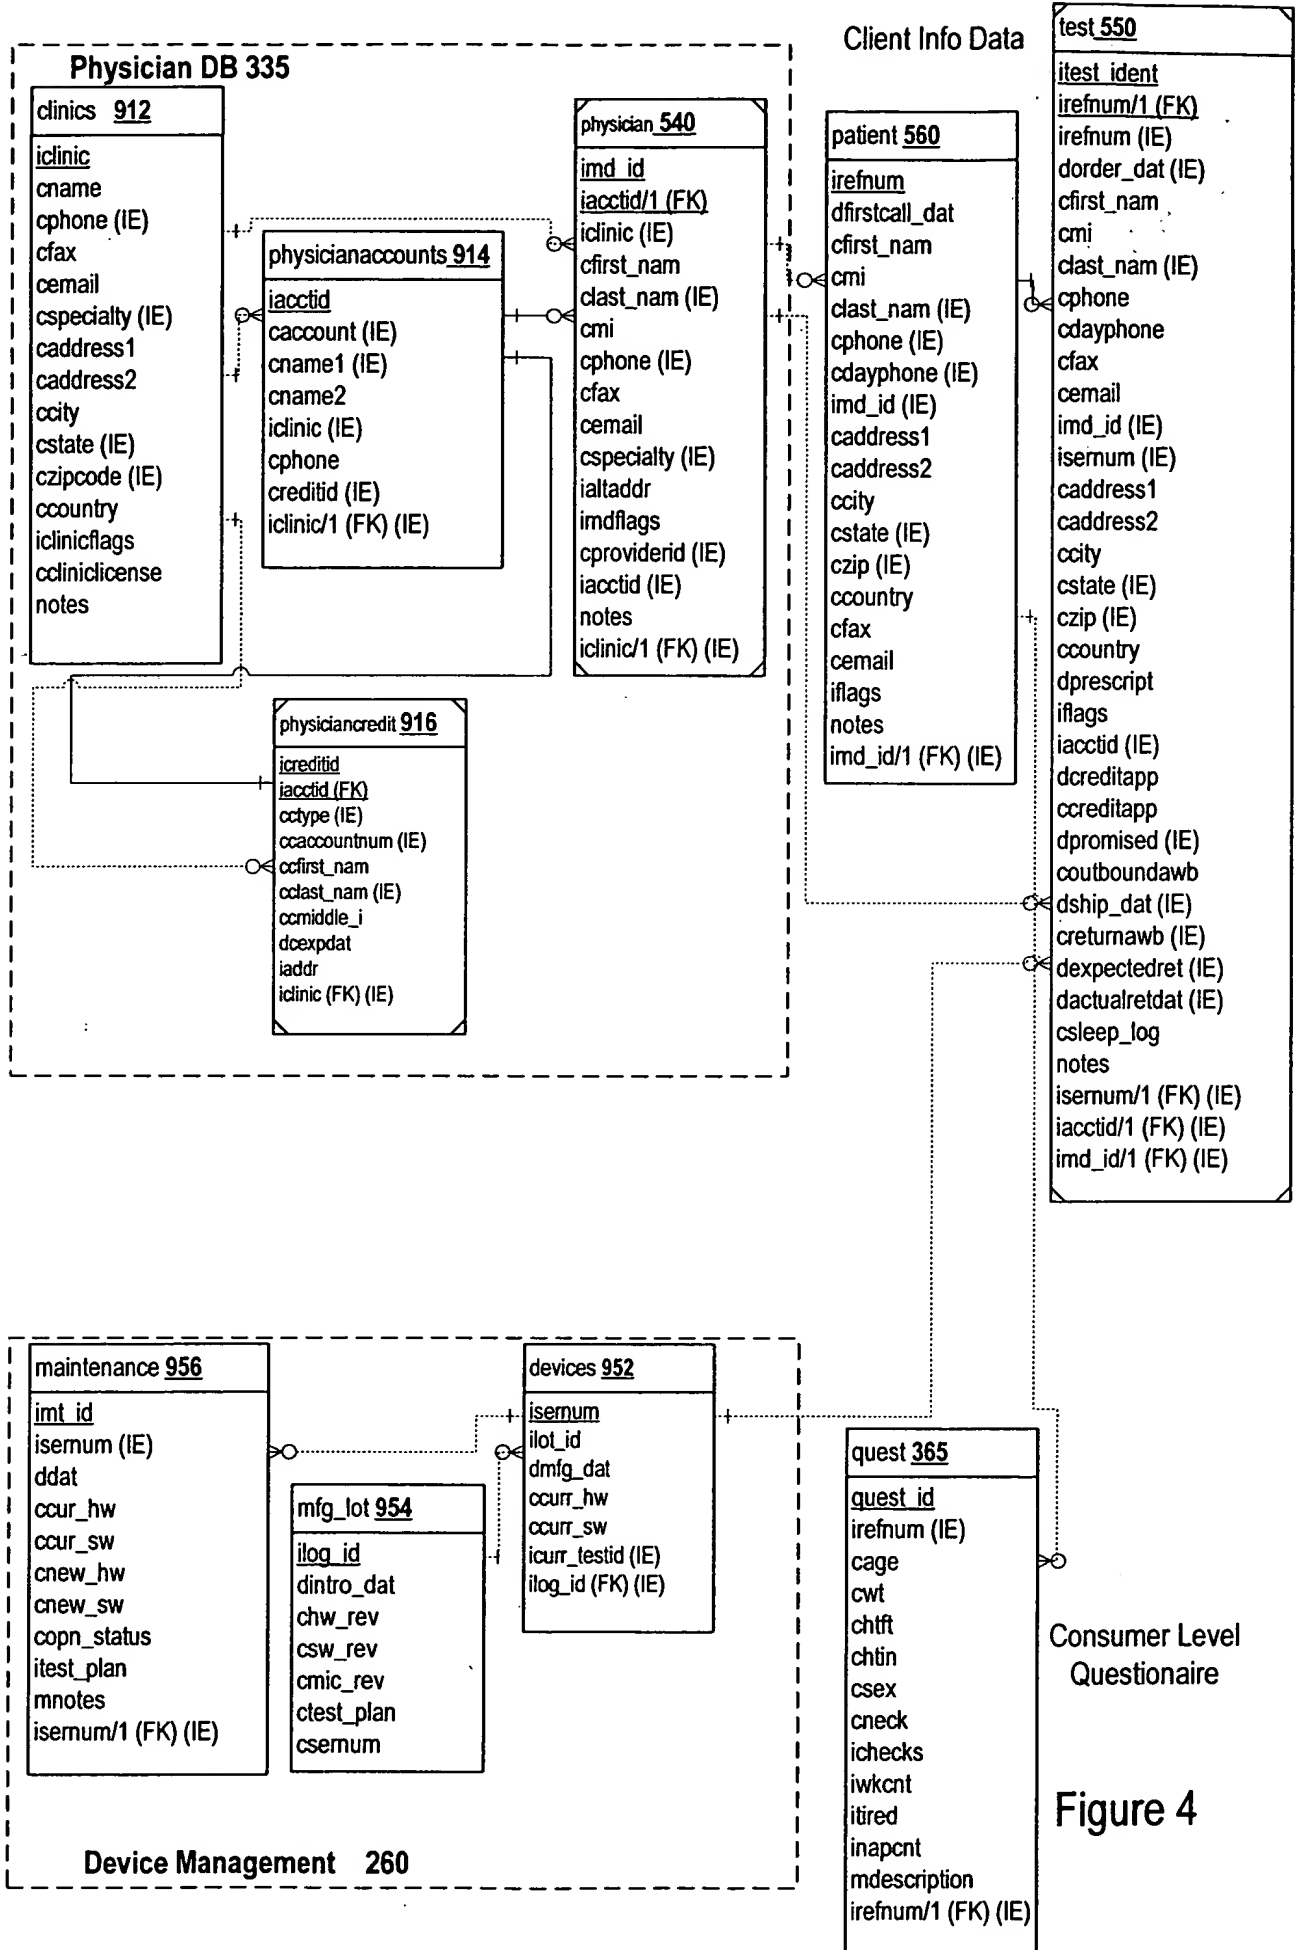 Physician DB 335
clinics 912
iclinic
cname
cphone (IE)
cfax
cemail
cspecialty (IE)
caddress1
caddress2
ccity
cstate (IE)
czipcode (IE)
ccountry
iclinicflags
ccliniclicense
notes
physicianaccounts 914
iacctid
caccount (IE)
cname1 (IE)
cname2
iclinic (IE)
cphone
creditid (IE)
iclinic/1 (FK) (IE)
physician 540
imd_id
iacctid/1 (FK)
iclinic (IE)
cfirst_nam
clast_nam (IE)
cmi
cphone (IE)
cfax
cemail
cspecialty (IE)
ialtaddr
imdflags
cproviderid (IE)
iacctid (IE)
notes
iclinic/1 (FK) (IE)
physiciancredit 916
icreditid
iacctid (FK)
cctype (IE)
ccaccountnum (IE)
ccfirst_nam
cclast_nam (IE)
ccmiddle_i
dcexpdat
iaddr
iclinic (FK) (IE)
Client Info Data
patient 560
irefnum
dfirstcall_dat
cfirst_nam
cmi
clast_nam (IE)
cphone (IE)
cdayphone (IE)
imd_id (IE)
caddress1
caddress2
ccity
cstate (IE)
czip (IE)
ccountry
cfax
cemail
iflags
notes
imd_id/1 (FK) (IE)
test 550
itest_ident
irefnum/1 (FK)
irefnum (IE)
dorder_dat (IE)
cfirst_nam
cmi
clast_nam (IE)
cphone
cdayphone
cfax
cemail
imd_id (IE)
isernum (IE)
caddress1
caddress2
ccity
cstate (IE)
czip (IE)
ccountry
dprescript
iflags
iacctid (IE)
dcreditapp
ccreditapp
dpromised (IE)
coutboundawb
dship_dat (IE)
creturnawb (IE)
dexpectedret (IE)
dactualretdat (IE)
csleep_log
notes
isernum/1 (FK) (IE)
iacctid/1 (FK) (IE)
imd_id/1 (FK) (IE)
maintenance 956
imt_id
isernum (IE)
ddat
ccur_hw
ccur_sw
cnew_hw
cnew_sw
copn_status
itest_plan
mnotes
isernum/1 (FK) (IE)
mfg_lot 954
ilog_id
dintro_dat
chw_rev
csw_rev
cmic_rev
ctest_plan
csernum
devices 952
isernum
ilot_id
dmfg_dat
ccurr_hw
ccurr_sw
icurr_testid (IE)
ilog_id (FK) (IE)
Device Management 260
quest 365
quest_id
irefnum (IE)
cage
cwt
chtft
chtin
csex
cneck
ichecks
iwkcnt
itired
inapcnt
mdescription
irefnum/1 (FK) (IE)
Consumer Level
Questionaire
Figure 4